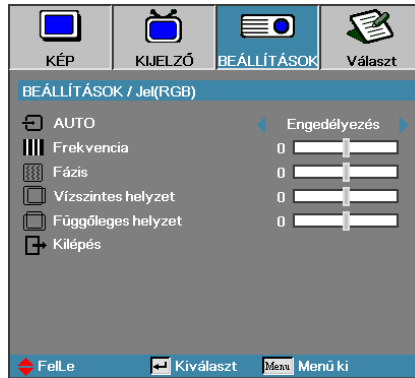 KÉP KIJELZŐ BEÁLLÍTÁSOK Választ
BEÁLLÍTÁSOK / Jel(RGB)
AUTO Engedélyezés
Frekvencia 0
Fázis 0
Vízszintes helyzet 0
Függőleges helyzet 0
Kilépés
FelLe Kiválaszt Menu Menü ki